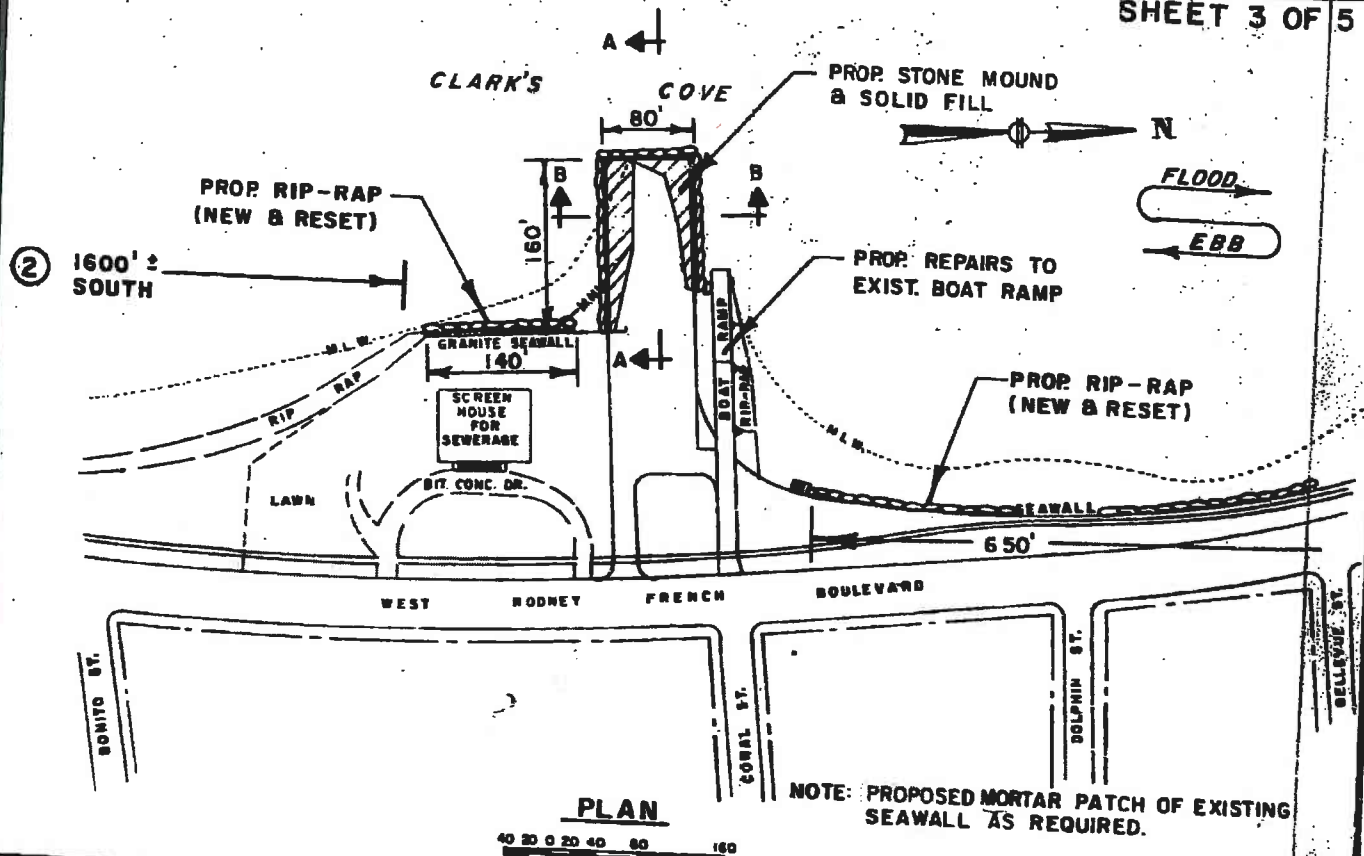 SHEET 3 OF 5
A
CLARK'S COVE
PROP. STONE MOUND
& SOLID FILL
80'
N
B
B
FLOOD
EBB
PROP. RIP-RAP
(NEW & RESET)
160'
② 1600' ±
SOUTH
PROP. REPAIRS TO
EXIST. BOAT RAMP
M.L.W.
GRANITE SEAWALL
140'
A
BOAT RAMP
RIP-RAP
RIP RAP
PROP. RIP-RAP
(NEW & RESET)
SCREEN
HOUSE
FOR
SEWERAGE
M.L.W.
BIT. CONC. DR.
LAWN
SEAWALL
650'
WEST RODNEY FRENCH BOULEVARD
BONITO ST.
DOLPHIN ST.
BELLEVUE ST.
NOTE: PROPOSED MORTAR PATCH OF EXISTING
SEAWALL AS REQUIRED.
PLAN
40 20 0 20 40 80 160